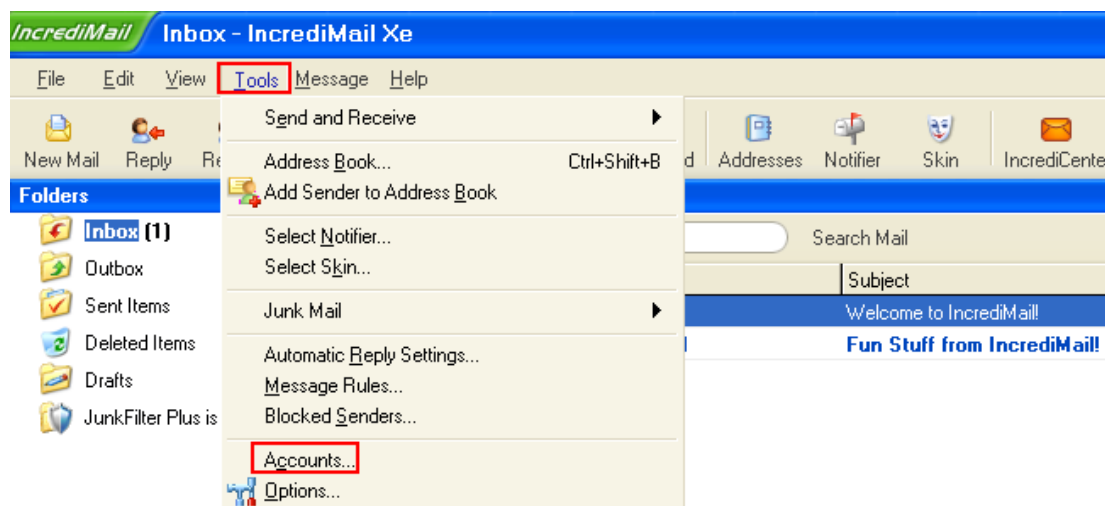 IncrediMail Inbox - IncrediMail Xe
File Edit View Tools Message Help
New Mail Reply Addresses Notifier Skin
Folders
Inbox (1)
Outbox
Sent Items
Deleted Items
Drafts
JunkFilter Plus is
Send and Receive
Address Book... Ctrl+Shift+B
Add Sender to Address Book
Select Notifier...
Select Skin...
Junk Mail
Automatic Reply Settings...
Message Rules...
Blocked Senders...
Accounts...
Options...
Search Mail
Subject
Welcome to IncrediMail!
Fun Stuff from IncrediMail!